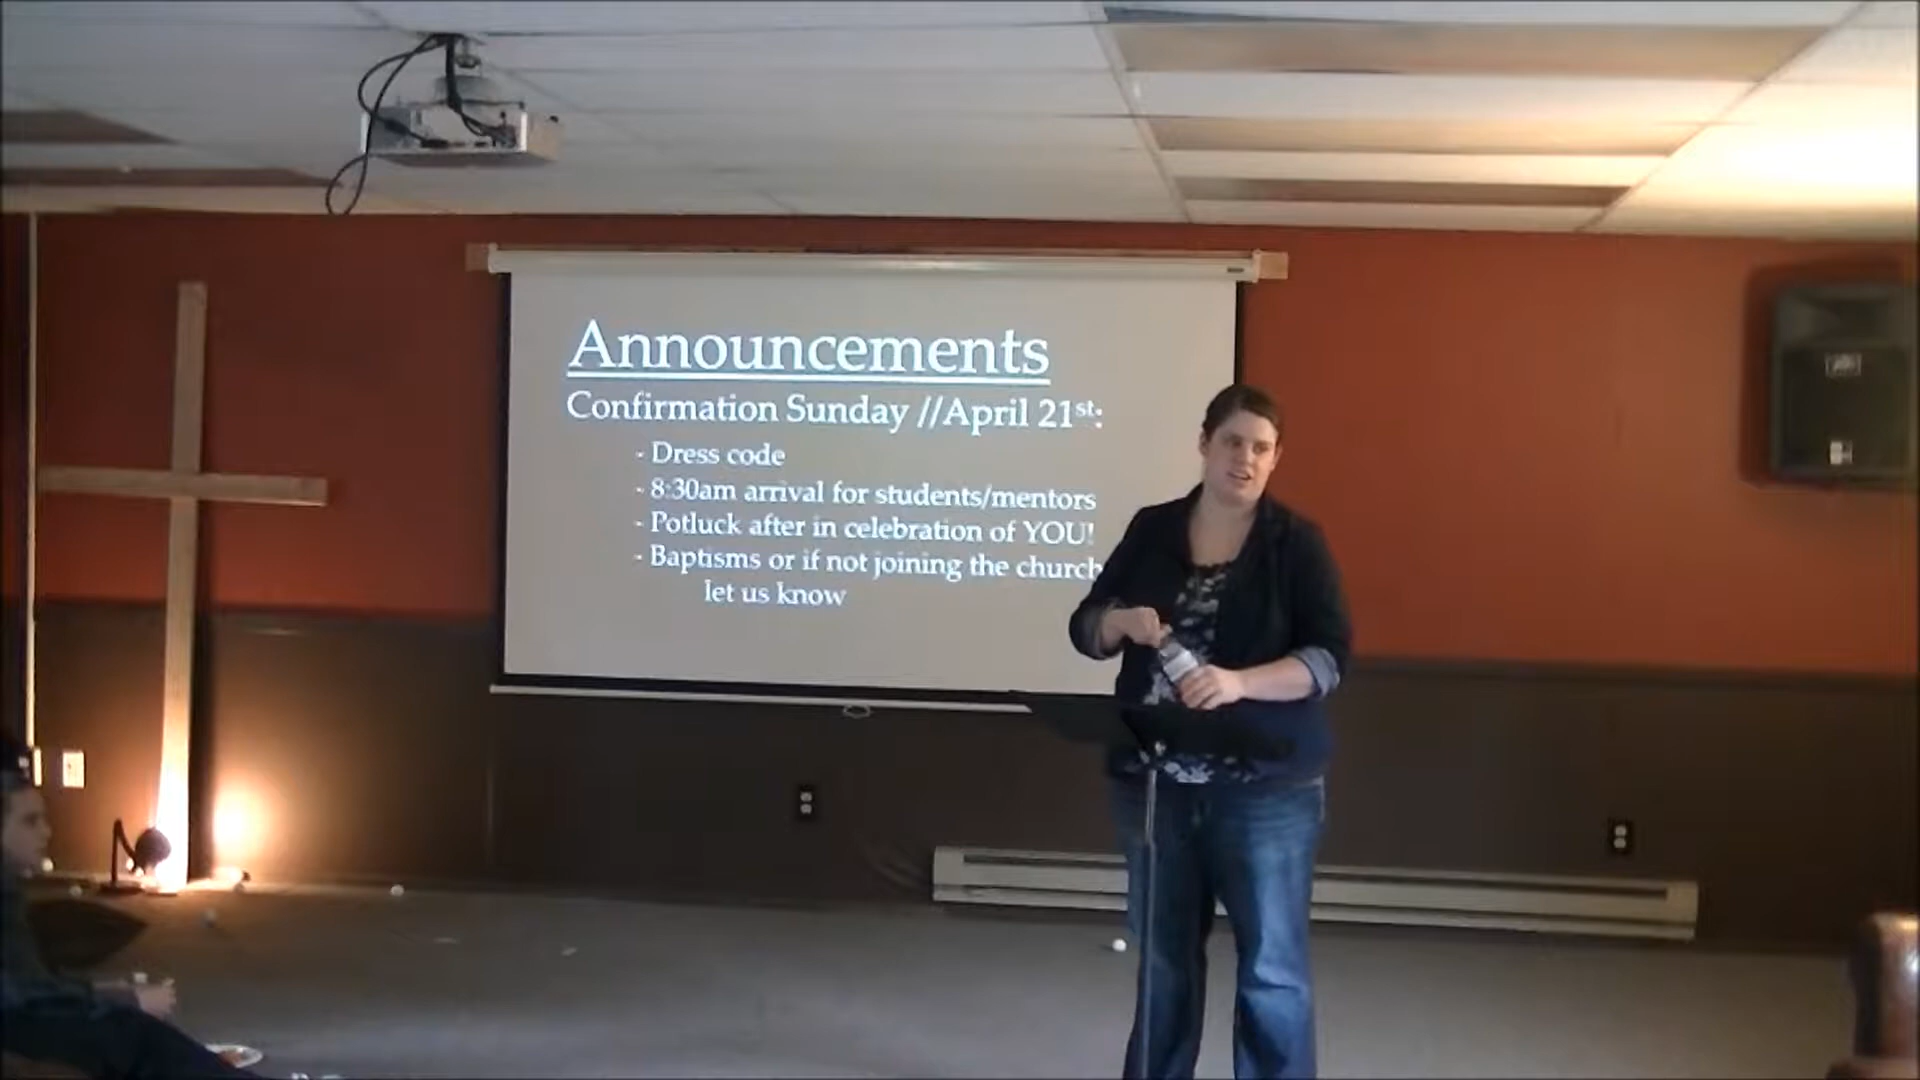 Announcements
Confirmation Sunday //April 21st:
- Dress code
- 8:30am arrival for students/mentors
- Potluck after in celebration of YOU!
- Baptisms or if not joining the church
let us know